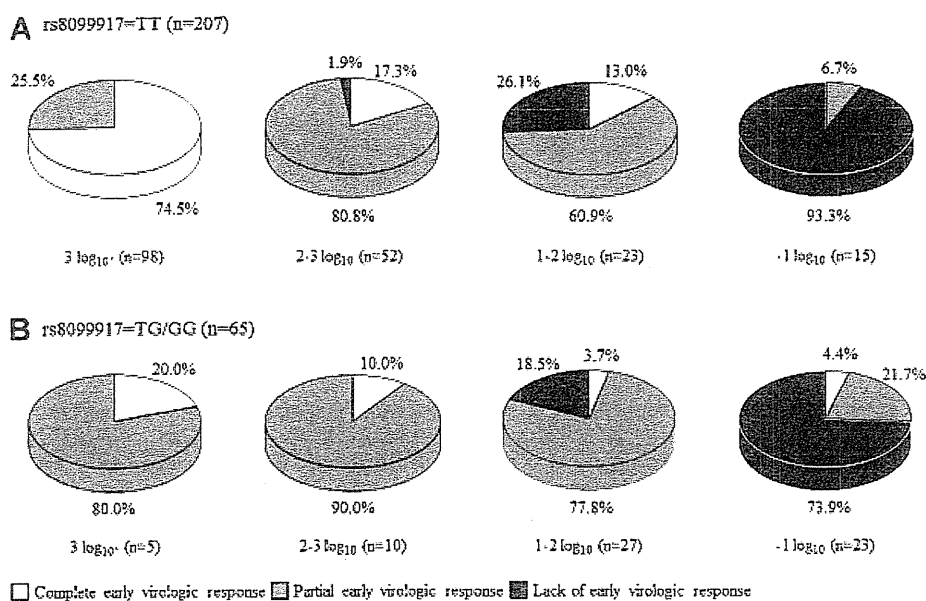 A rs8099917=TT (n=207)
25.5%
74.5%
1.9%
17.3%
80.8%
26.1%
13.0%
60.9%
6.7%
93.3%
3 log10+ (n=98)
2-3 log10 (n=52)
1-2 log10 (n=23)
-1 log10 (n=15)
B rs8099917=TG/GG (n=65)
20.0%
80.0%
10.0%
90.0%
18.5%
3.7%
77.8%
4.4%
21.7%
73.9%
3 log10+ (n=5)
2-3 log10 (n=10)
1-2 log10 (n=27)
-1 log10 (n=23)
Complete early virologic response
Partial early virologic response
Lack of early virologic response